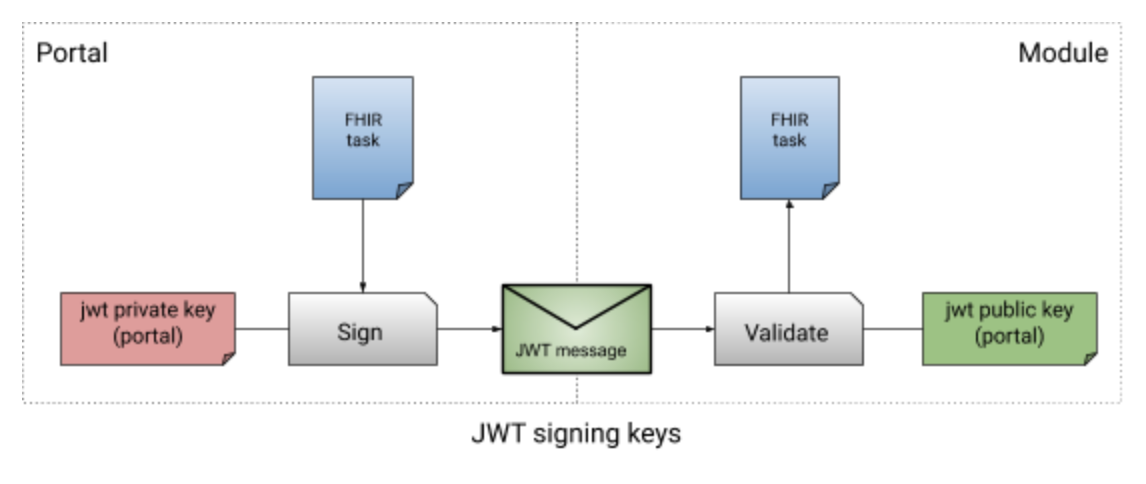 Portal
Module
FHIR
task
FHIR
task
jwt private key
(portal)
Sign
JWT message
Validate
jwt public key
(portal)
JWT signing keys